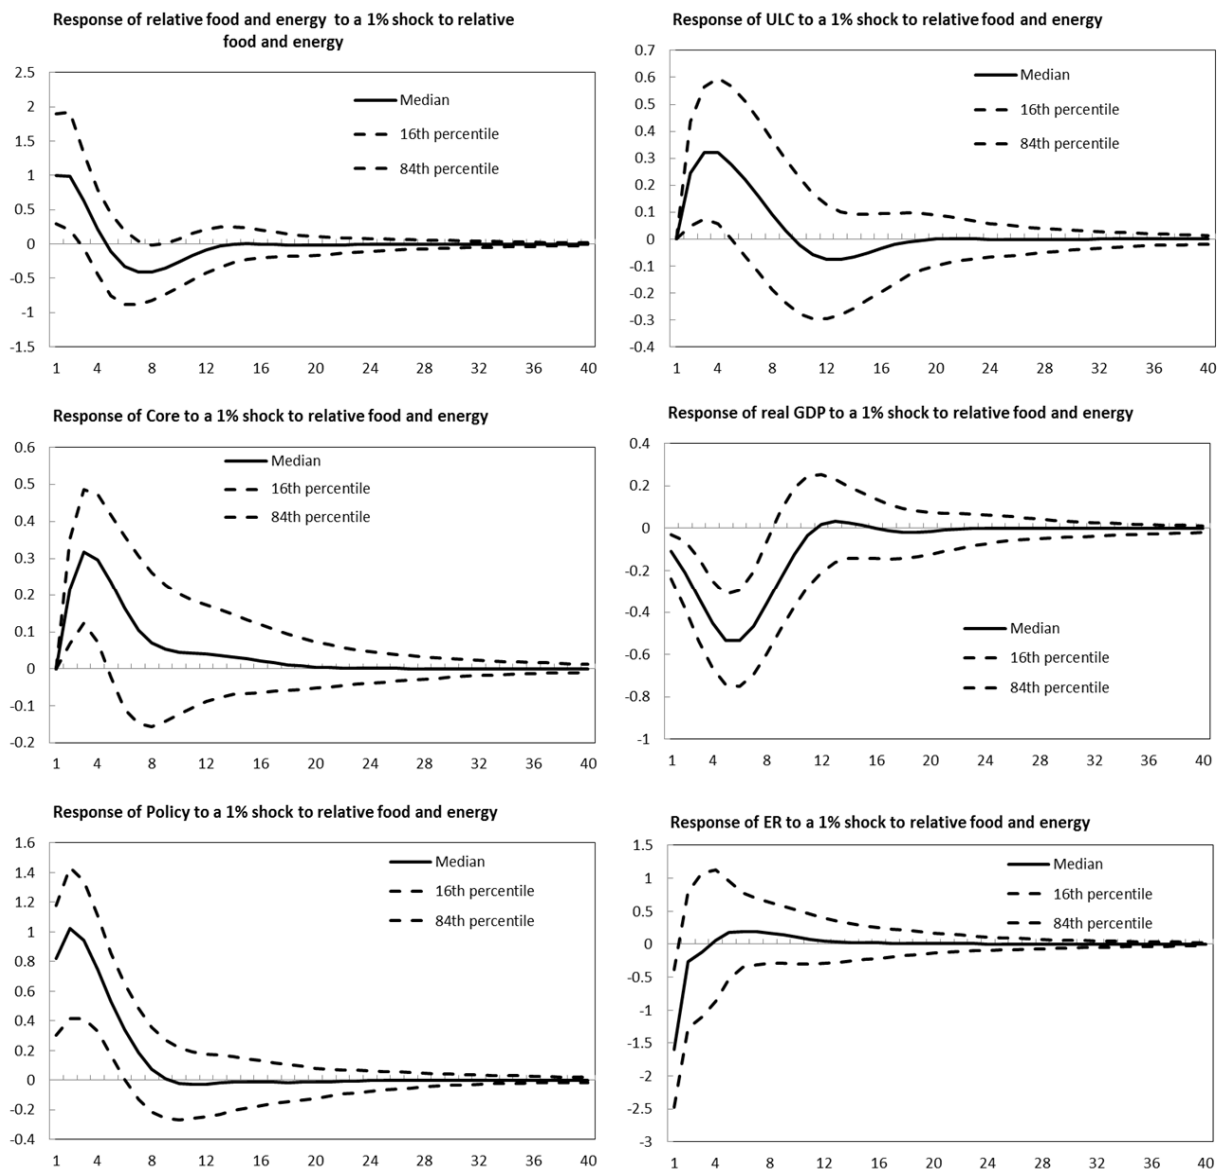 Response of relative food and energy to a 1% shock to relative
food and energy
2.5
2
1.5
1
0.5
0
-0.5
-1
-1.5
Median
16th percentile
84th percentile
1 4 8 12 16 20 24 28 32 36 40
Response of ULC to a 1% shock to relative food and energy
0.7
0.6
0.5
0.4
0.3
0.2
0.1
0
-0.1
-0.2
-0.3
-0.4
Median
16th percentile
84th percentile
1 4 8 12 16 20 24 28 32 36 40
Response of Core to a 1% shock to relative food and energy
0.6
0.5
0.4
0.3
0.2
0.1
0
-0.1
-0.2
Median
16th percentile
84th percentile
1 4 8 12 16 20 24 28 32 36 40
Response of real GDP to a 1% shock to relative food and energy
0.4
0.2
0
-0.2
-0.4
-0.6
-0.8
-1
Median
16th percentile
84th percentile
1 4 8 12 16 20 24 28 32 36 40
Response of Policy to a 1% shock to relative food and energy
1.6
1.4
1.2
1
0.8
0.6
0.4
0.2
0
-0.2
-0.4
Median
16th percentile
84th percentile
1 4 8 12 16 20 24 28 32 36 40
Response of ER to a 1% shock to relative food and energy
1.5
1
0.5
0
-0.5
-1
-1.5
-2
-2.5
-3
Median
16th percentile
84th percentile
1 4 8 12 16 20 24 28 32 36 40